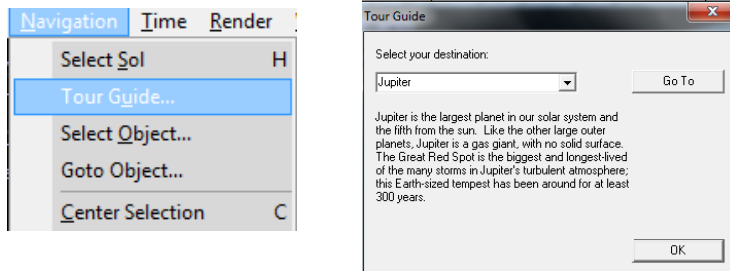 Navigation Time Render
Select Sol H
Tour Guide...
Select Object...
Goto Object...
Center Selection C
Tour Guide
Select your destination:
Jupiter
Go To
Jupiter is the largest planet in our solar system and
the fifth from the sun. Like the other large outer
planets, Jupiter is a gas giant, with no solid surface.
The Great Red Spot is the biggest and longest-lived
of the many storms in Jupiter's turbulent atmosphere;
this Earth-sized tempest has been around for at least
300 years.
OK